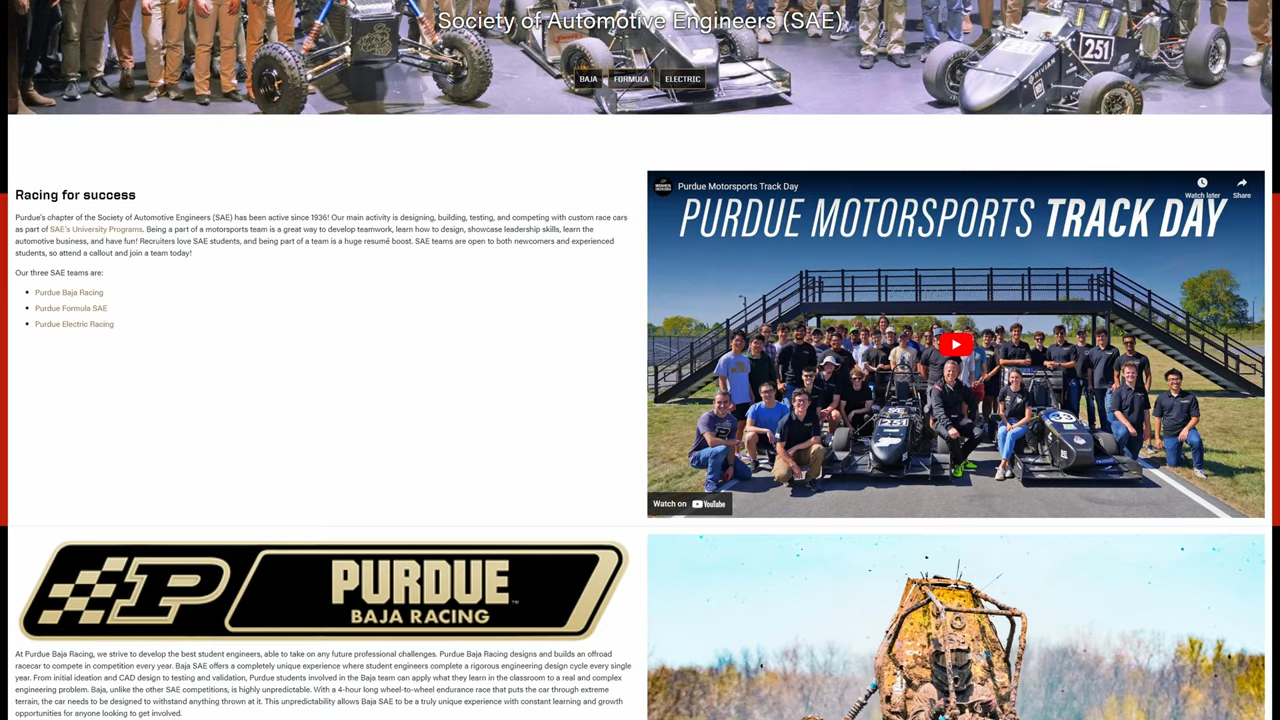 Society of Automotive Engineers (SAE)
251
251
RIVIAN
BAJA FORMULA ELECTRIC
Racing for success
Purdue's chapter of the Society of Automotive Engineers (SAE) has been active since 1936! Our main activity is designing, building, testing, and competing with custom race cars
as part of SAE's University Programs. Being a part of a motorsports team is a great way to develop teamwork, learn how to design, showcase leadership skills, learn the
automotive business, and have fun! Recruiters love SAE students, and being part of a team is a huge resumé boost. SAE teams are open to both newcomers and experienced
students, so attend a callout and join a team today!
Our three SAE teams are:
Purdue Baja Racing
Purdue Formula SAE
Purdue Electric Racing
Purdue Motorsports Track Day
Watch later
Share
PURDUE MOTORSPORTS TRACK DAY
251
Watch on YouTube
P PURDUE™
BAJA RACING
At Purdue Baja Racing, we strive to develop the best student engineers, able to take on any future professional challenges. Purdue Baja Racing designs and builds an offroad
racecar to compete in competition every year. Baja SAE offers a completely unique experience where student engineers complete a rigorous engineering design cycle every single
year. From initial ideation and CAD design to testing and validation, Purdue students involved in the Baja team can apply what they learn in the classroom to a real and complex
engineering problem. Baja, unlike the other SAE competitions, is highly unpredictable. With a 4-hour long wheel-to-wheel endurance race that puts the car through extreme
terrain, the car needs to be designed to withstand anything thrown at it. This unpredictability allows Baja SAE to be a truly unique experience with constant learning and growth
opportunities for anyone looking to get involved.